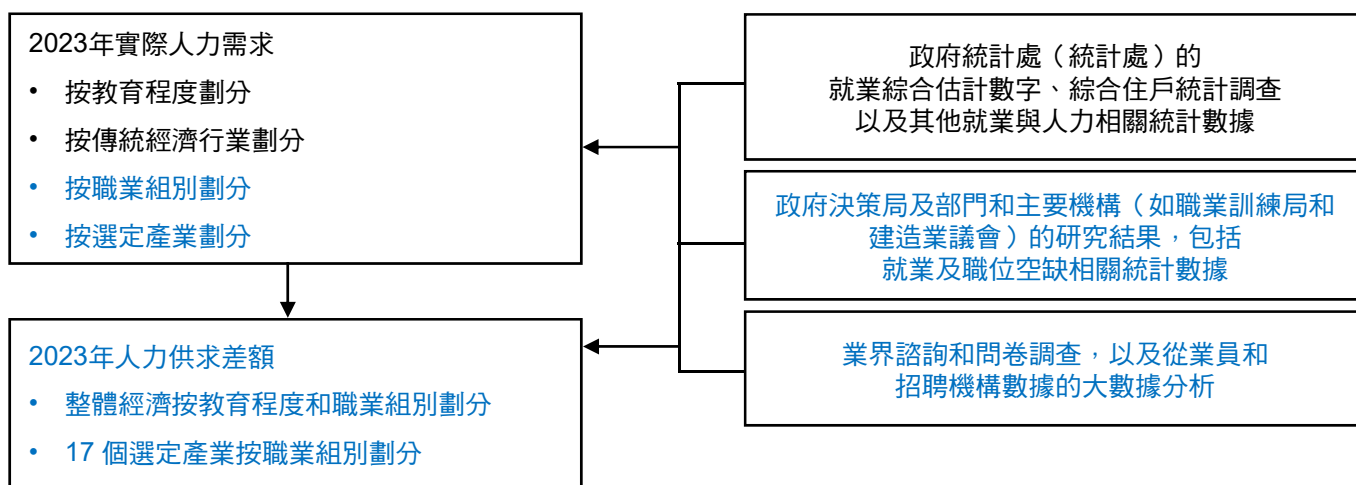 2023年實際人力需求
• 按教育程度劃分
• 按傳統經濟行業劃分
• 按職業組別劃分
• 按選定產業劃分
2023年人力供求差額
• 整體經濟按教育程度和職業組別劃分
• 17 個選定產業按職業組別劃分
政府統計處（統計處）的
就業綜合估計數字、綜合住戶統計調查
以及其他就業與人力相關統計數據
政府決策局及部門和主要機構（如職業訓練局和
建造業議會）的研究結果，包括
就業及職位空缺相關統計數據
業界諮詢和問卷調查，以及從業員和
招聘機構數據的大數據分析